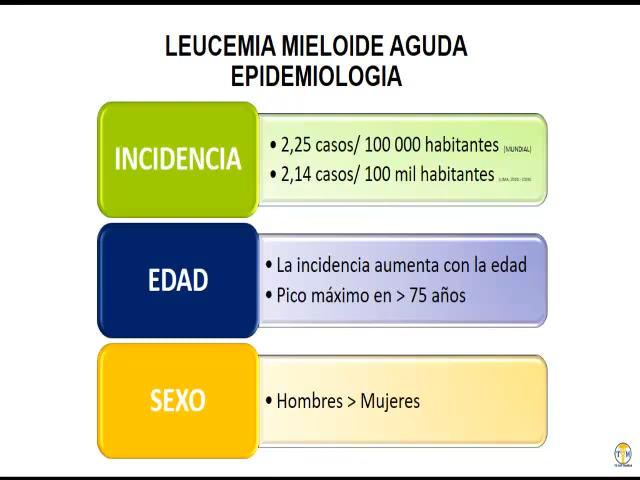 LEUCEMIA MIELOIDE AGUDA
EPIDEMIOLOGIA
INCIDENCIA
• 2,25 casos/ 100 000 habitantes (MUNDIAL)
• 2,14 casos/ 100 mil habitantes
EDAD
• La incidencia aumenta con la edad
• Pico máximo en > 75 años
SEXO
• Hombres > Mujeres